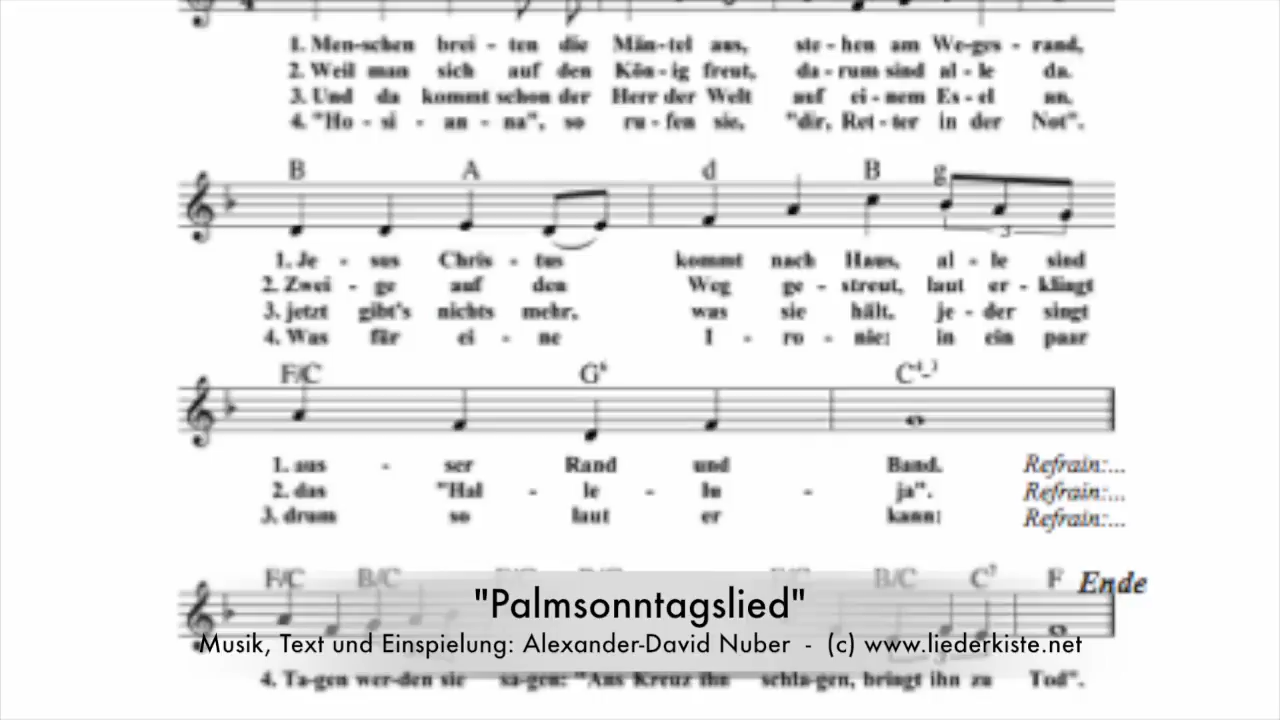 1. Men-schen brei - ten die Män-tel aus, ste-hen am We-ges - rand,
2. Weil man sich auf den Kön-ig freut, da-rum sind al-le da.
3. Und da kommt schon der Herr der Welt auf ei-nem Es-el an,
4. "Ho - si - an - na", so ru-fen sie, "dir, Ret-ter in der Not".
B A d B g
3
1. Je - sus Chris - tus kommt nach Haus, al - le sind
2. Zwei - ge auf den Weg ge - streut, laut er - klingt
3. jetzt gibt's nichts mehr, was sie hält, je - der singt
4. Was für ei - ne I - ro - nie: in ein paar
F/C G6 C4-3
1. aus - ser Rand und Band. Refrain:...
2. das "Hal - le - lu - ja". Refrain:...
3. drum so laut er kann: Refrain:...
F/C B/C F/C B/C F/C B/C C7 F Ende
"Palmsonntagslied"
Musik, Text und Einspielung: Alexander-David Nuber - (c) www.liederkiste.net
4. Ta-gen wer-den sie sa-gen: "Ans Kreuz ihn schla-gen, bringt ihn zu Tod".